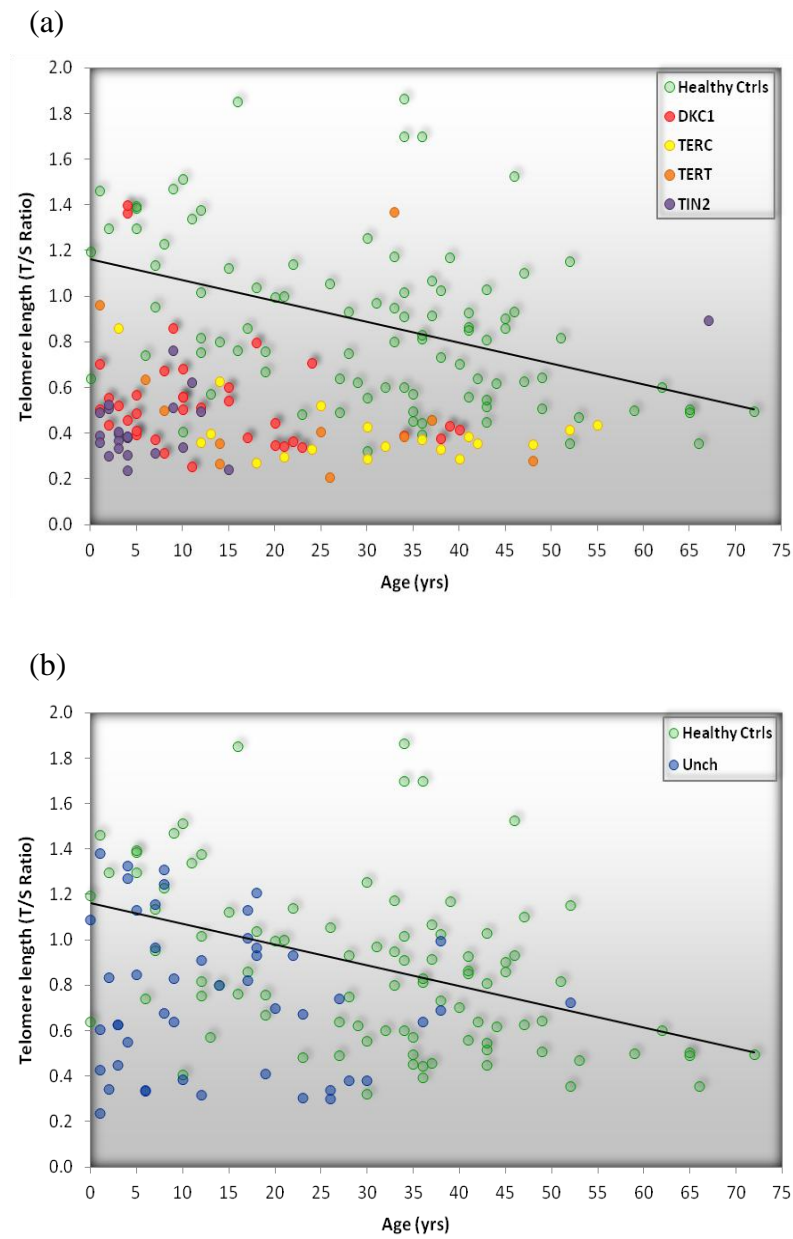 (a)
2.0
1.8
1.6
1.4
1.2
1.0
0.8
0.6
0.4
0.2
0.0
Telomere length (T/S Ratio)
Healthy Ctrls
DKC1
TERC
TERT
TIN2
0 5 10 15 20 25 30 35 40 45 50 55 60 65 70 75
Age (yrs)
(b)
2.0
1.8
1.6
1.4
1.2
1.0
0.8
0.6
0.4
0.2
0.0
Telomere length (T/S Ratio)
Healthy Ctrls
Unch
0 5 10 15 20 25 30 35 40 45 50 55 60 65 70 75
Age (yrs)